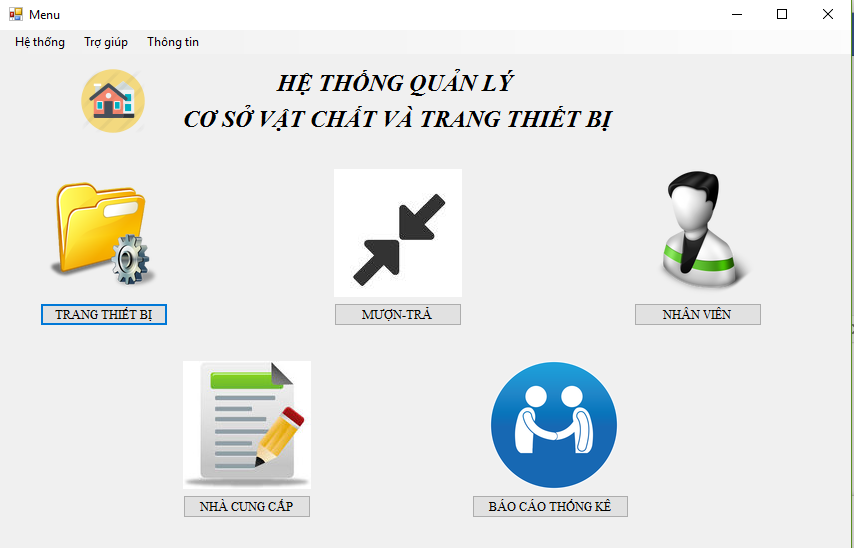 Menu
Hệ thống Trợ giúp Thông tin
HỆ THỐNG QUẢN LÝ
CƠ SỞ VẬT CHẤT VÀ TRANG THIẾT BỊ
TRANG THIẾT BỊ MƯỢN-TRẢ NHÂN VIÊN
NHÀ CUNG CẤP BÁO CÁO THỐNG KÊ